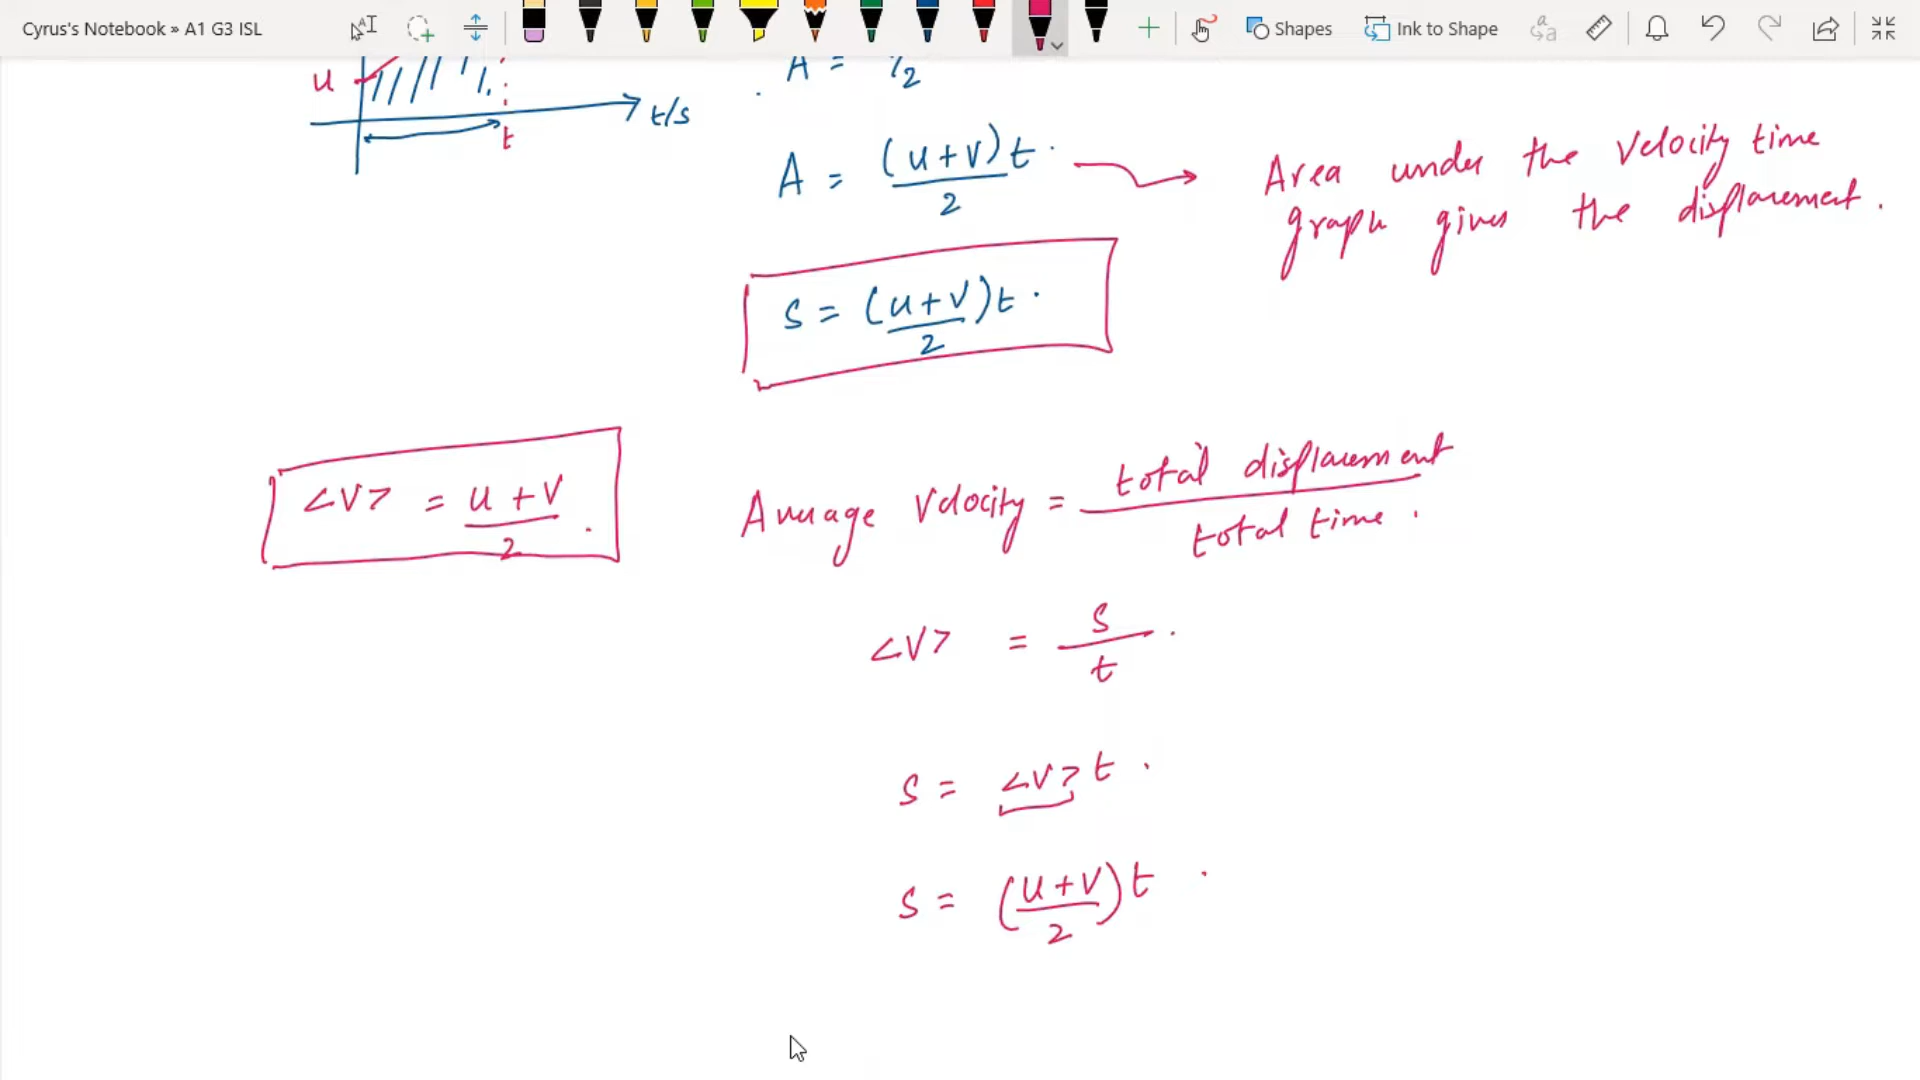 Cyrus's Notebook » A1 G3 ISL
Shapes
Ink to Shape
u
t/s
t
A = /2
A = (u+v)t/2
Area under the Velocity time
graph gives the displacement.
s = (u+v/2)t.
<v> = u+v/2.
Average Velocity = total displacement/total time.
<v> = s/t.
s = <v>t.
s = (u+v/2)t.